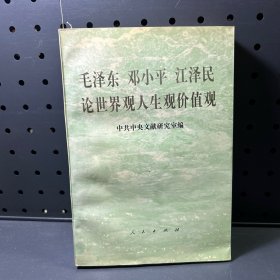 毛泽东 邓小平 江泽民
论世界观人生观价值观
中共中央文献研究室编
人民出版社